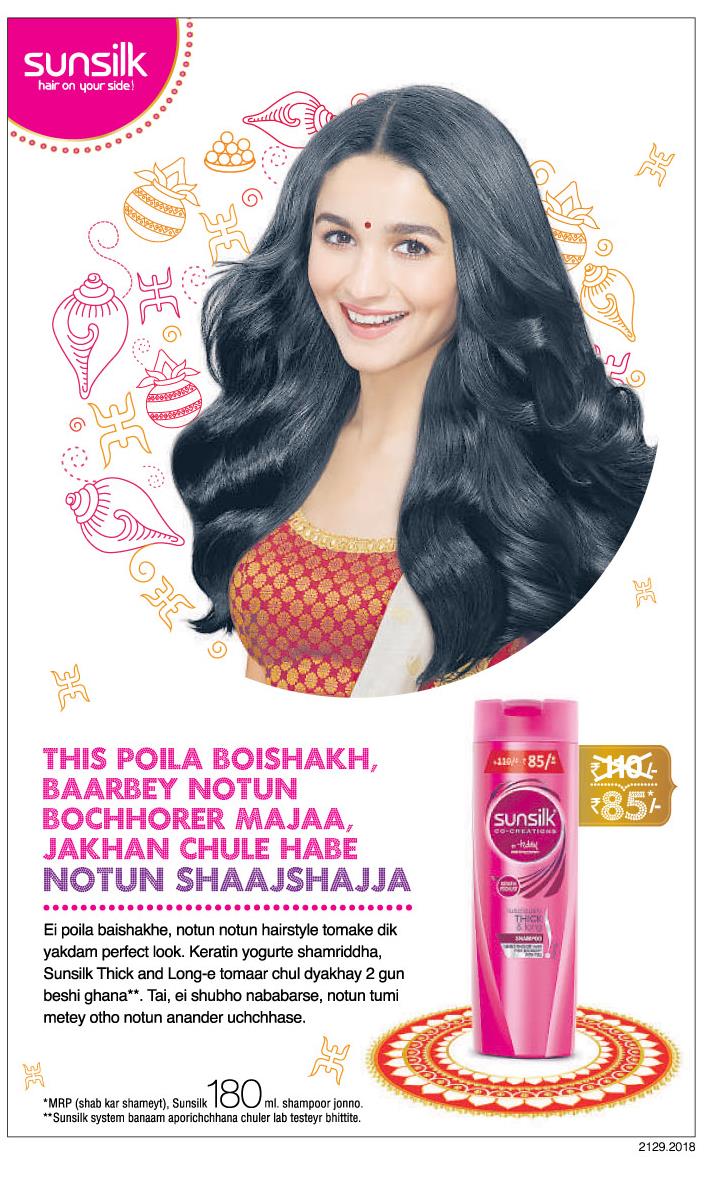 sunsilk
hair on your side!
THIS POILA BOISHAKH,
BAARBEY NOTUN
BOCHHORER MAJAA,
JAKHAN CHULE HABE
NOTUN SHAAJSHAJJA
Ei poila baishakhe, notun notun hairstyle tomake dik
yakdam perfect look. Keratin yogurte shamriddha,
Sunsilk Thick and Long-e tomaar chul dyakhay 2 gun
beshi ghana**. Tai, ei shubho nababarse, notun tumi
metey otho notun anander uchchhase.
*MRP (shab kar shameyt), Sunsilk 180 ml. shampoor jonno.
**Sunsilk system banaam aporichchhana chuler lab testeyr bhittite.
₹110/- ₹85/*
sunsilk
CO-CREATIONS
THICK
& long
SHAMPOO
₹110/-
₹85*/-
2129.2018